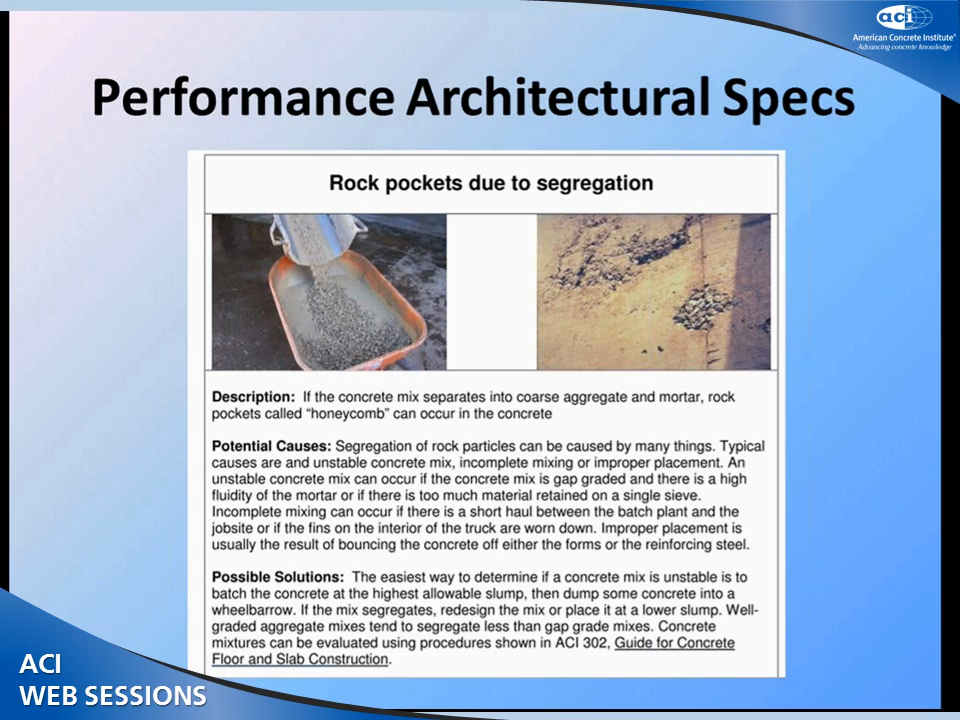 aci
American Concrete Institute®
Advancing concrete knowledge
Performance Architectural Specs
Rock pockets due to segregation
Description: If the concrete mix separates into coarse aggregate and mortar, rock
pockets called “honeycomb” can occur in the concrete
Potential Causes: Segregation of rock particles can be caused by many things. Typical
causes are and unstable concrete mix, incomplete mixing or improper placement. An
unstable concrete mix can occur if the concrete mix is gap graded and there is a high
fluidity of the mortar or if there is too much material retained on a single sieve.
Incomplete mixing can occur if there is a short haul between the batch plant and the
jobsite or if the fins on the interior of the truck are worn down. Improper placement is
usually the result of bouncing the concrete off either the forms or the reinforcing steel.
Possible Solutions: The easiest way to determine if a concrete mix is unstable is to
batch the concrete at the highest allowable slump, then dump some concrete into a
wheelbarrow. If the mix segregates, redesign the mix or place it at a lower slump. Well-
graded aggregate mixes tend to segregate less than gap grade mixes. Concrete
mixtures can be evaluated using procedures shown in ACI 302, Guide for Concrete
Floor and Slab Construction.
ACI
WEB SESSIONS